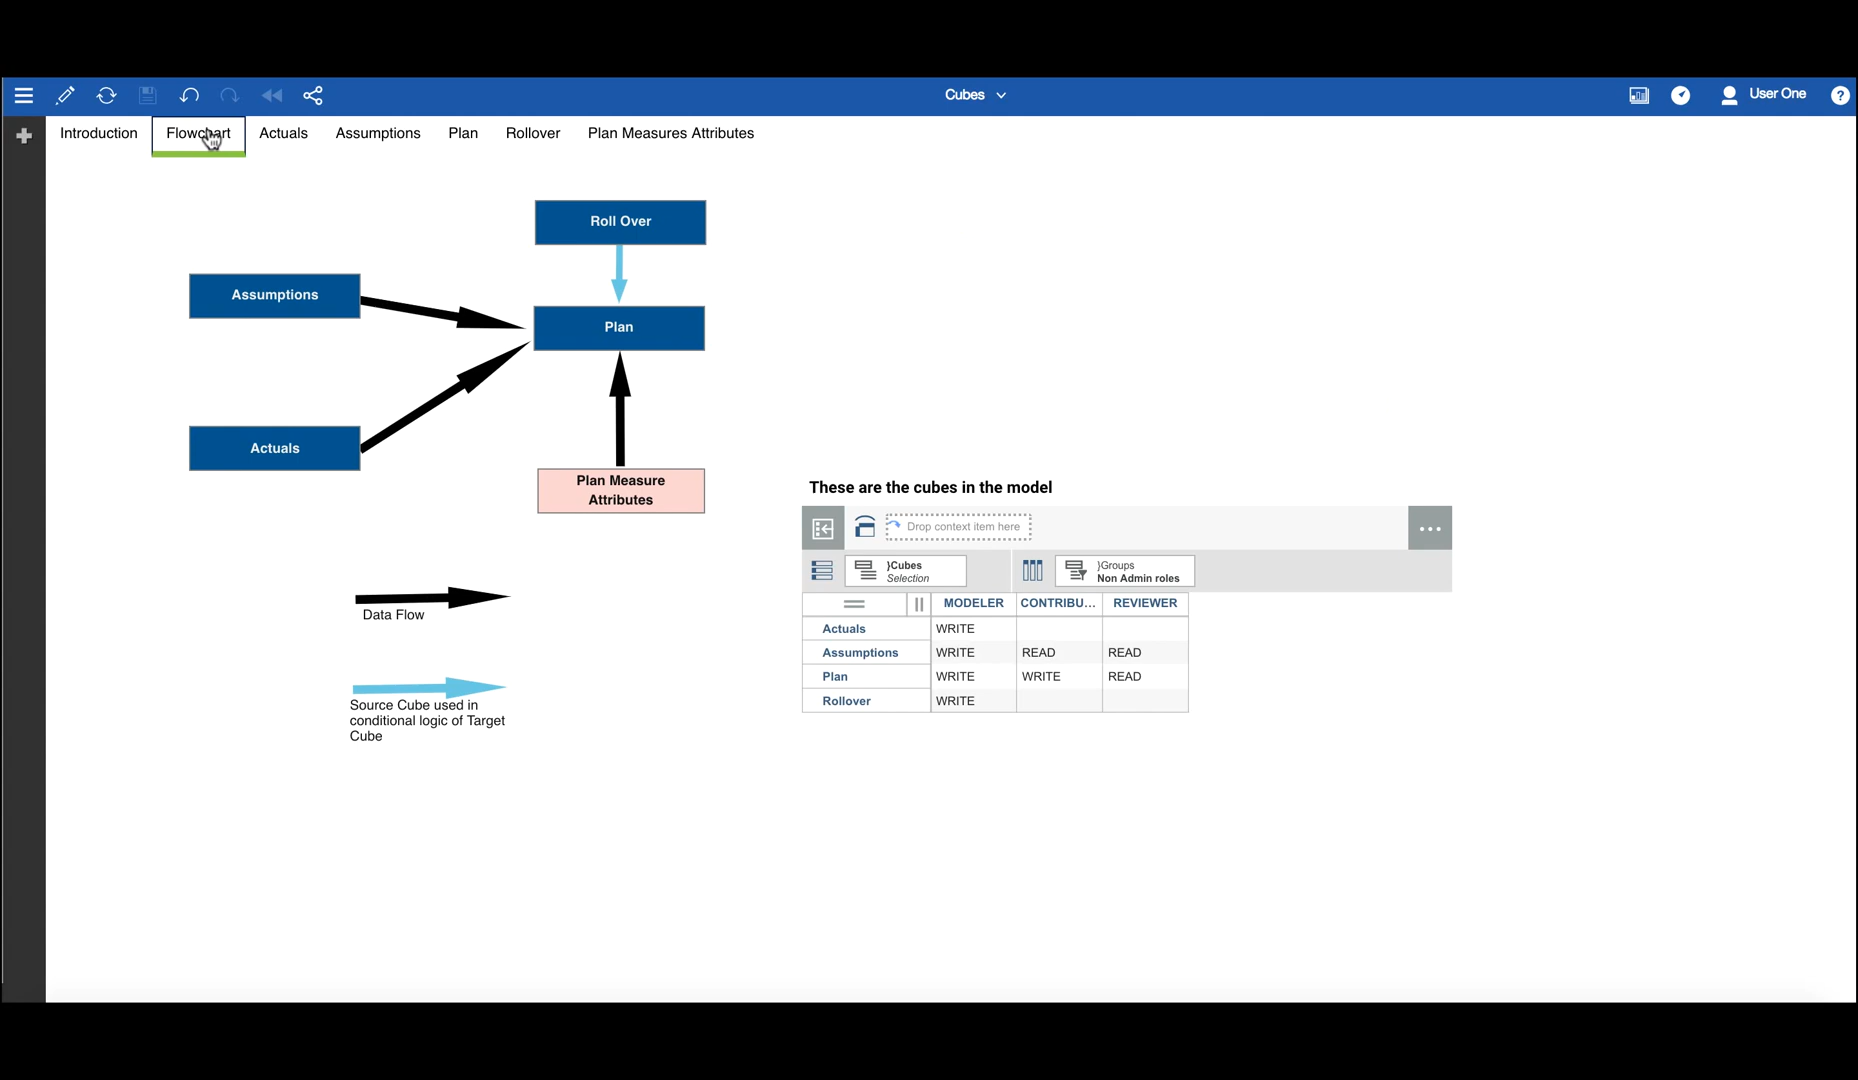 Cubes
User One
?
Introduction
Flowchart
Actuals
Assumptions
Plan
Rollover
Plan Measures Attributes
Roll Over
Assumptions
Plan
Actuals
Plan Measure
Attributes
Data Flow
Source Cube used in
conditional logic of Target
Cube
These are the cubes in the model
Drop context item here
}Cubes
Selection
}Groups
Non Admin roles
MODELER CONTRIBU... REVIEWER
Actuals WRITE
Assumptions WRITE READ READ
Plan WRITE WRITE READ
Rollover WRITE